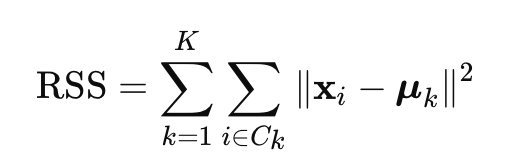 RSS = \sum_{k=1}^{K} \sum_{i \in C_k} \|\mathbf{x}_i - \boldsymbol{\mu}_k\|^2